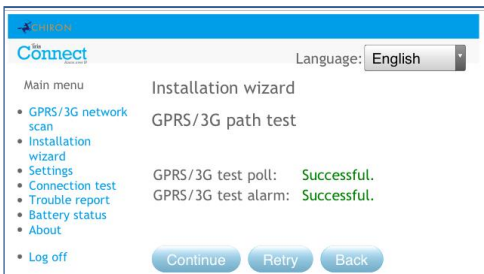 CHIRON
iris
Connect
Language: English
Main menu
Installation wizard
GPRS/3G network
scan
Installation
wizard
Settings
Connection test
Trouble report
Battery status
About
Log off
GPRS/3G path test
GPRS/3G test poll: Successful.
GPRS/3G test alarm: Successful.
Continue Retry Back